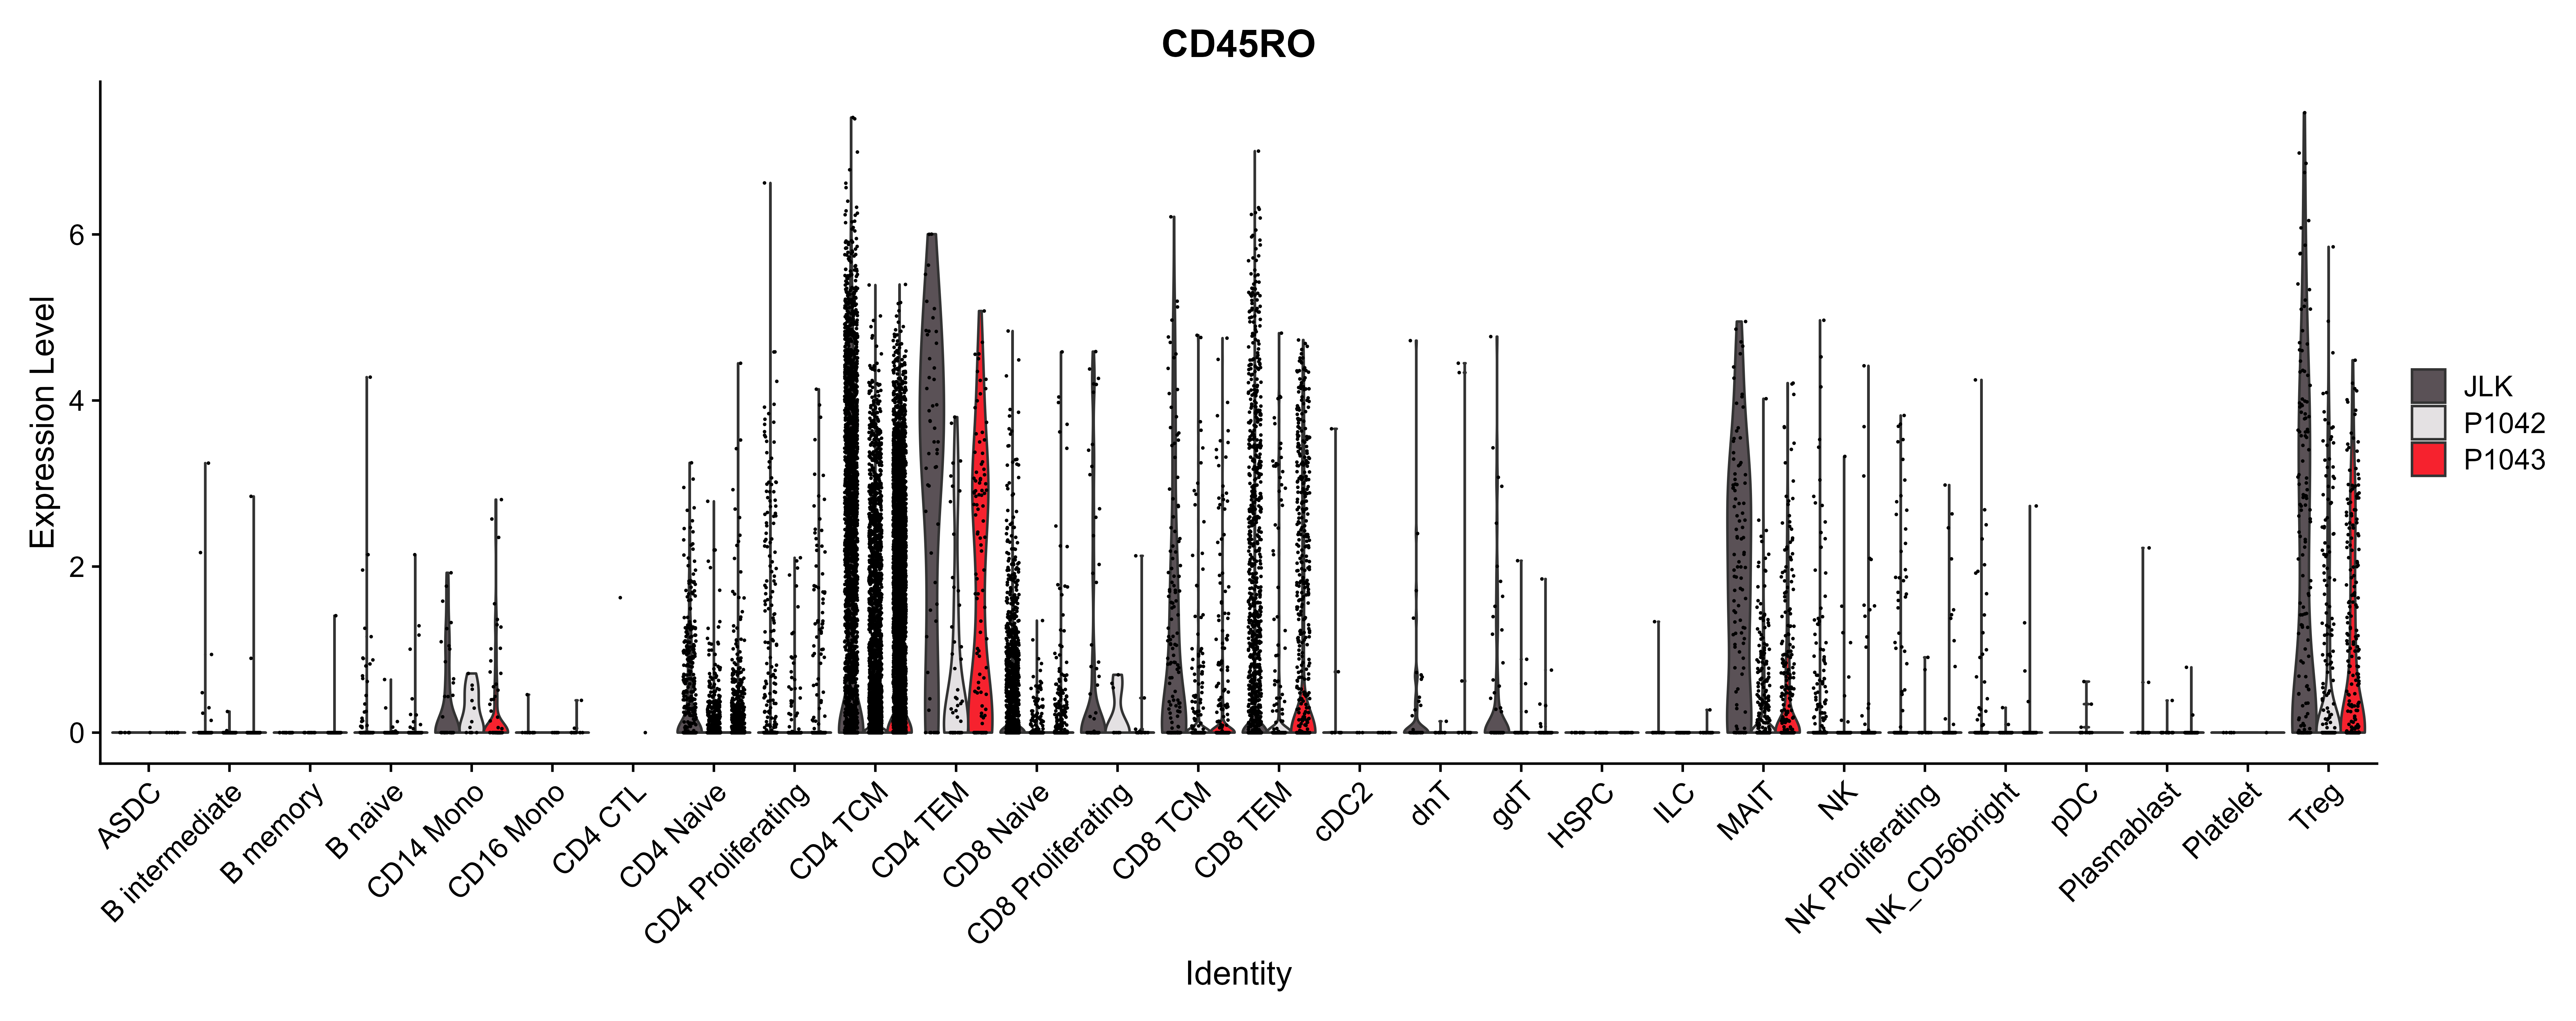 CD45RO
Expression Level
6
4
2
0
JLK
P1042
P1043
ASDC
B intermediate
B memory
B naive
CD14 Mono
CD16 Mono
CD4 CTL
CD4 Naive
CD4 Proliferating
CD4 TCM
CD4 TEM
CD8 Naive
CD8 Proliferating
CD8 TCM
CD8 TEM
cDC2
dnT
gdT
HSPC
ILC
MAIT
NK
NK Proliferating
NK_CD56bright
pDC
Plasmablast
Platelet
Treg
Identity